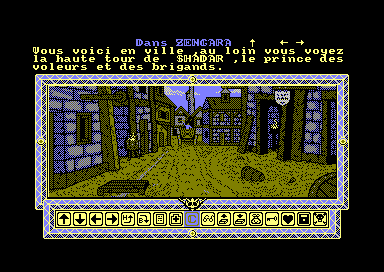 Dans ZENGARA ↑ ← →
Vous voici en ville ,au loin vous voyez
la haute tour de SHADAR ,le prince des
voleurs et des brigands.